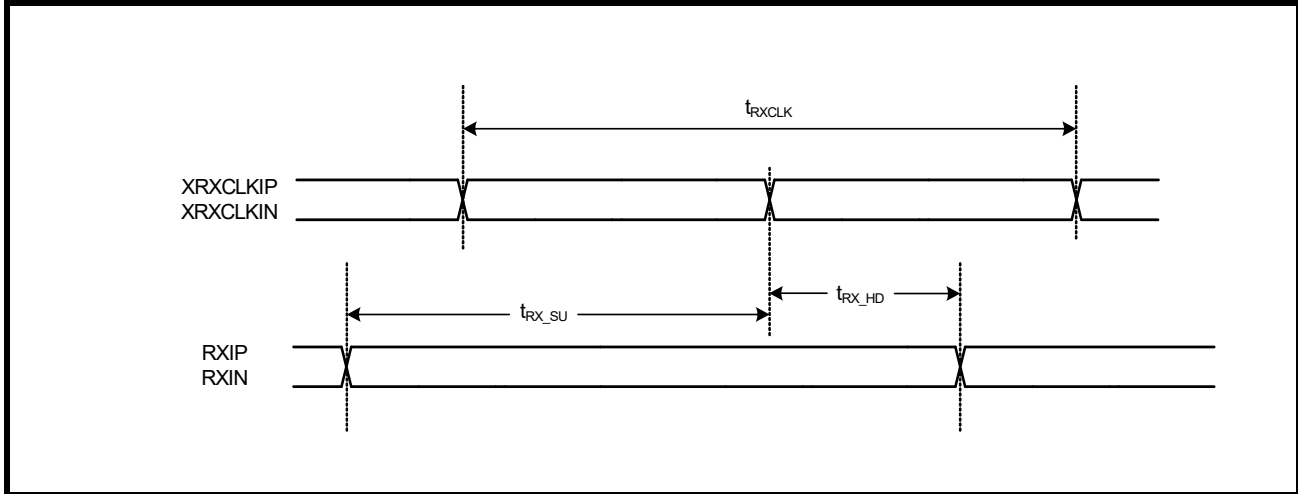 tRXCLK
XRXCLKIP
XRXCLKIN
tRX_HD
tRX_SU
RXIP
RXIN